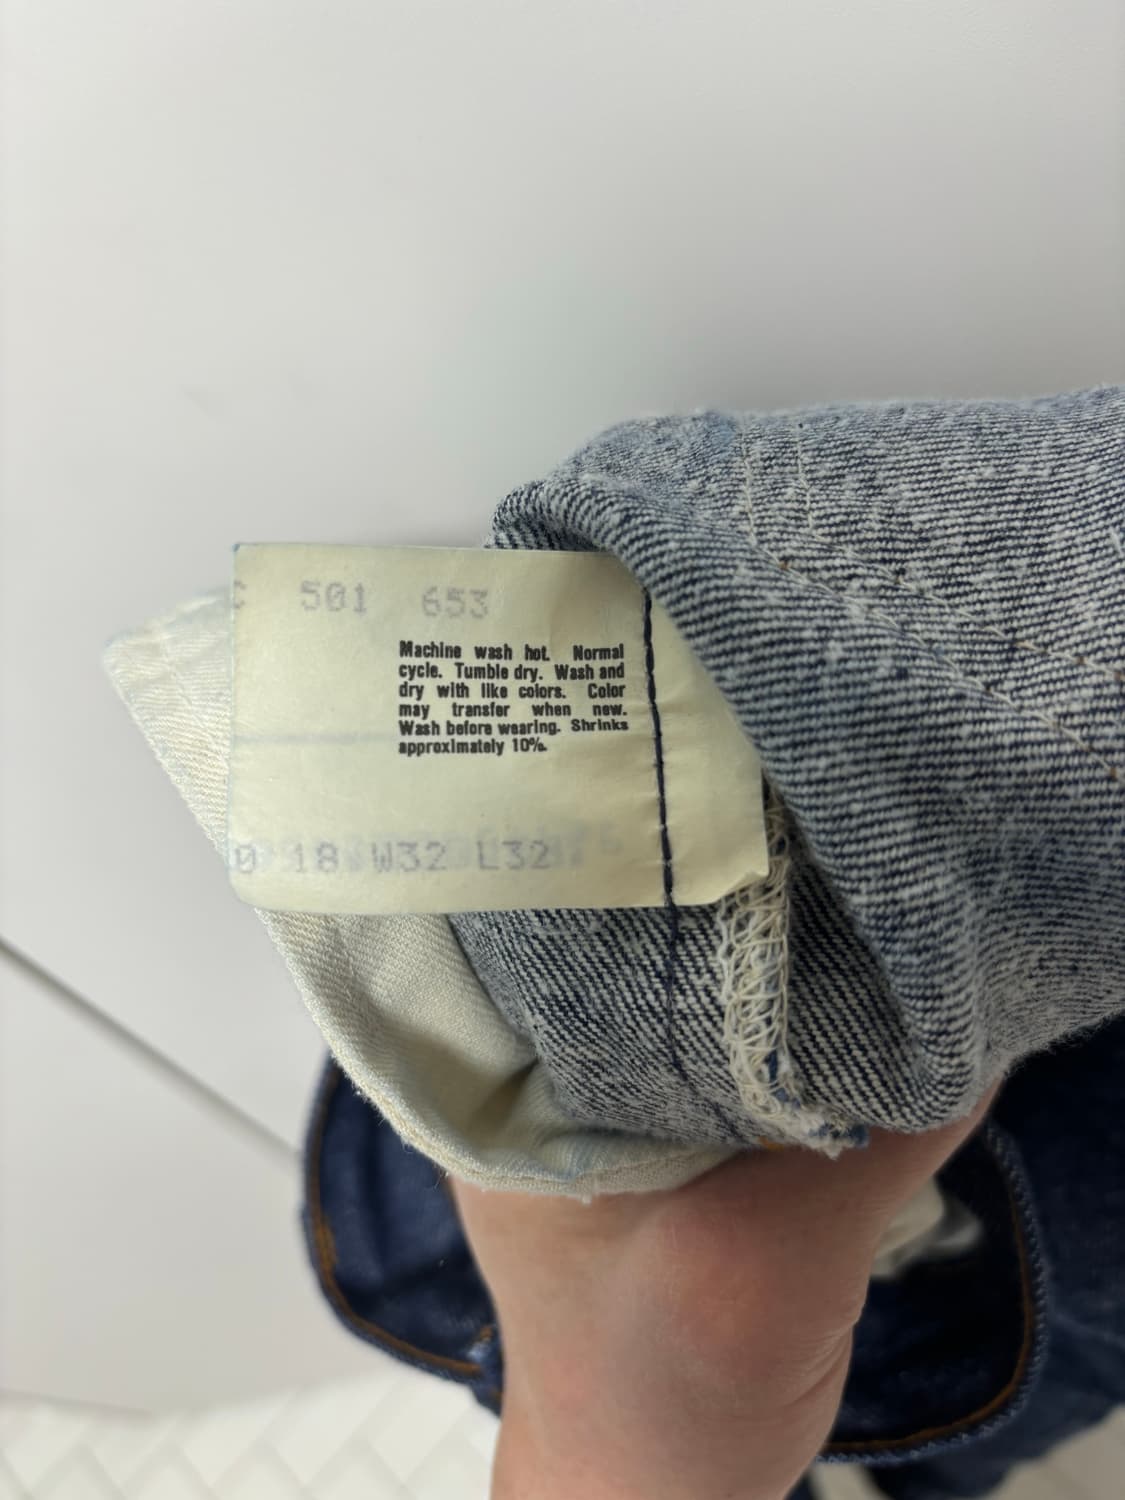 C 501 653
Machine wash hot. Normal
cycle. Tumble dry. Wash and
dry with like colors. Color
may transfer when new.
Wash before wearing. Shrinks
approximately 10%.
0 18 W32 L32